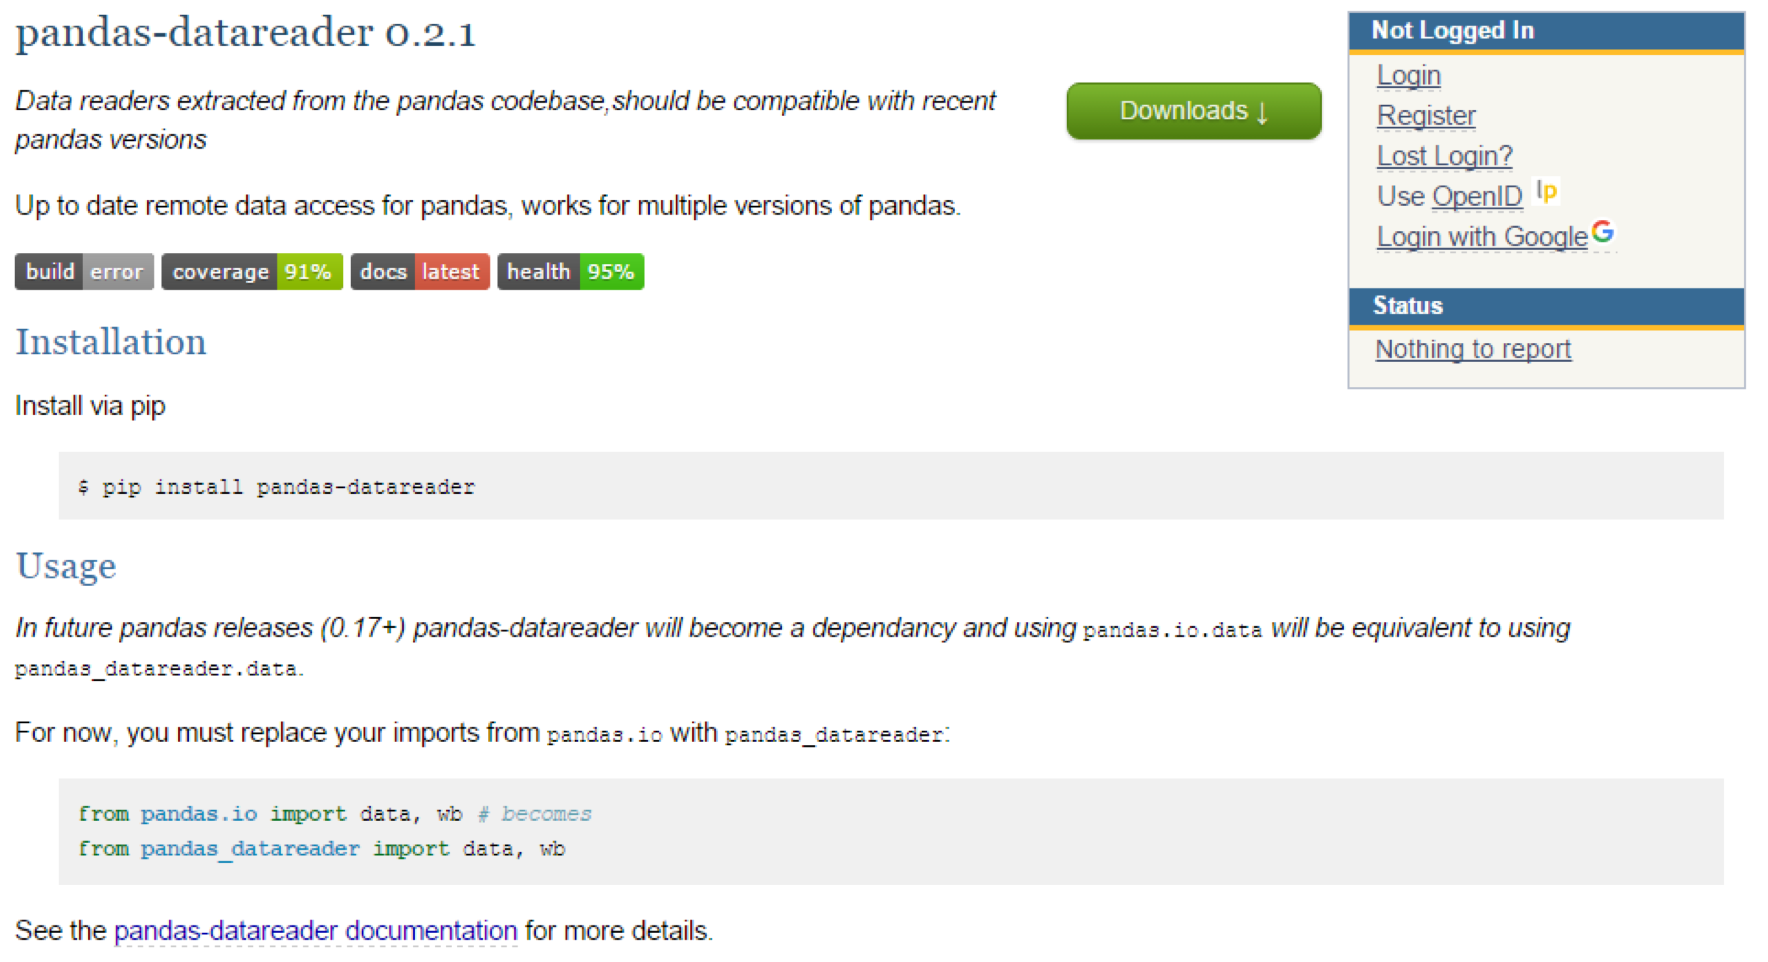 pandas-datareader 0.2.1
Data readers extracted from the pandas codebase,should be compatible with recent
pandas versions
Downloads ↓
Up to date remote data access for pandas, works for multiple versions of pandas.
build error coverage 91% docs latest health 95%
Installation
Install via pip
$ pip install pandas-datareader
Usage
In future pandas releases (0.17+) pandas-datareader will become a dependancy and using pandas.io.data will be equivalent to using
pandas_datareader.data.
For now, you must replace your imports from pandas.io with pandas_datareader:
from pandas.io import data, wb # becomes
from pandas_datareader import data, wb
See the pandas-datareader documentation for more details.
Not Logged In
Login
Register
Lost Login?
Use OpenID lp
Login with Google G
Status
Nothing to report